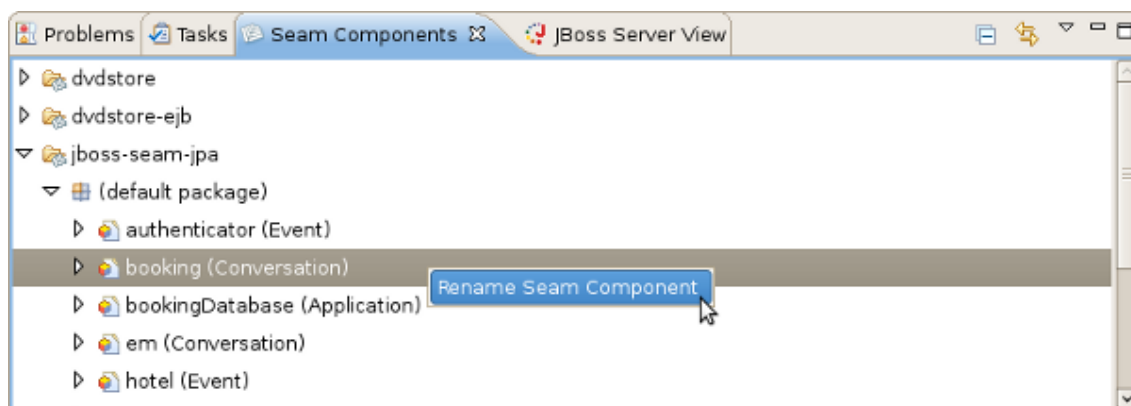 Problems Tasks Seam Components JBoss Server View
dvdstore
dvdstore-ejb
jboss-seam-jpa
(default package)
authenticator (Event)
booking (Conversation)
Rename Seam Component
bookingDatabase (Application)
em (Conversation)
hotel (Event)